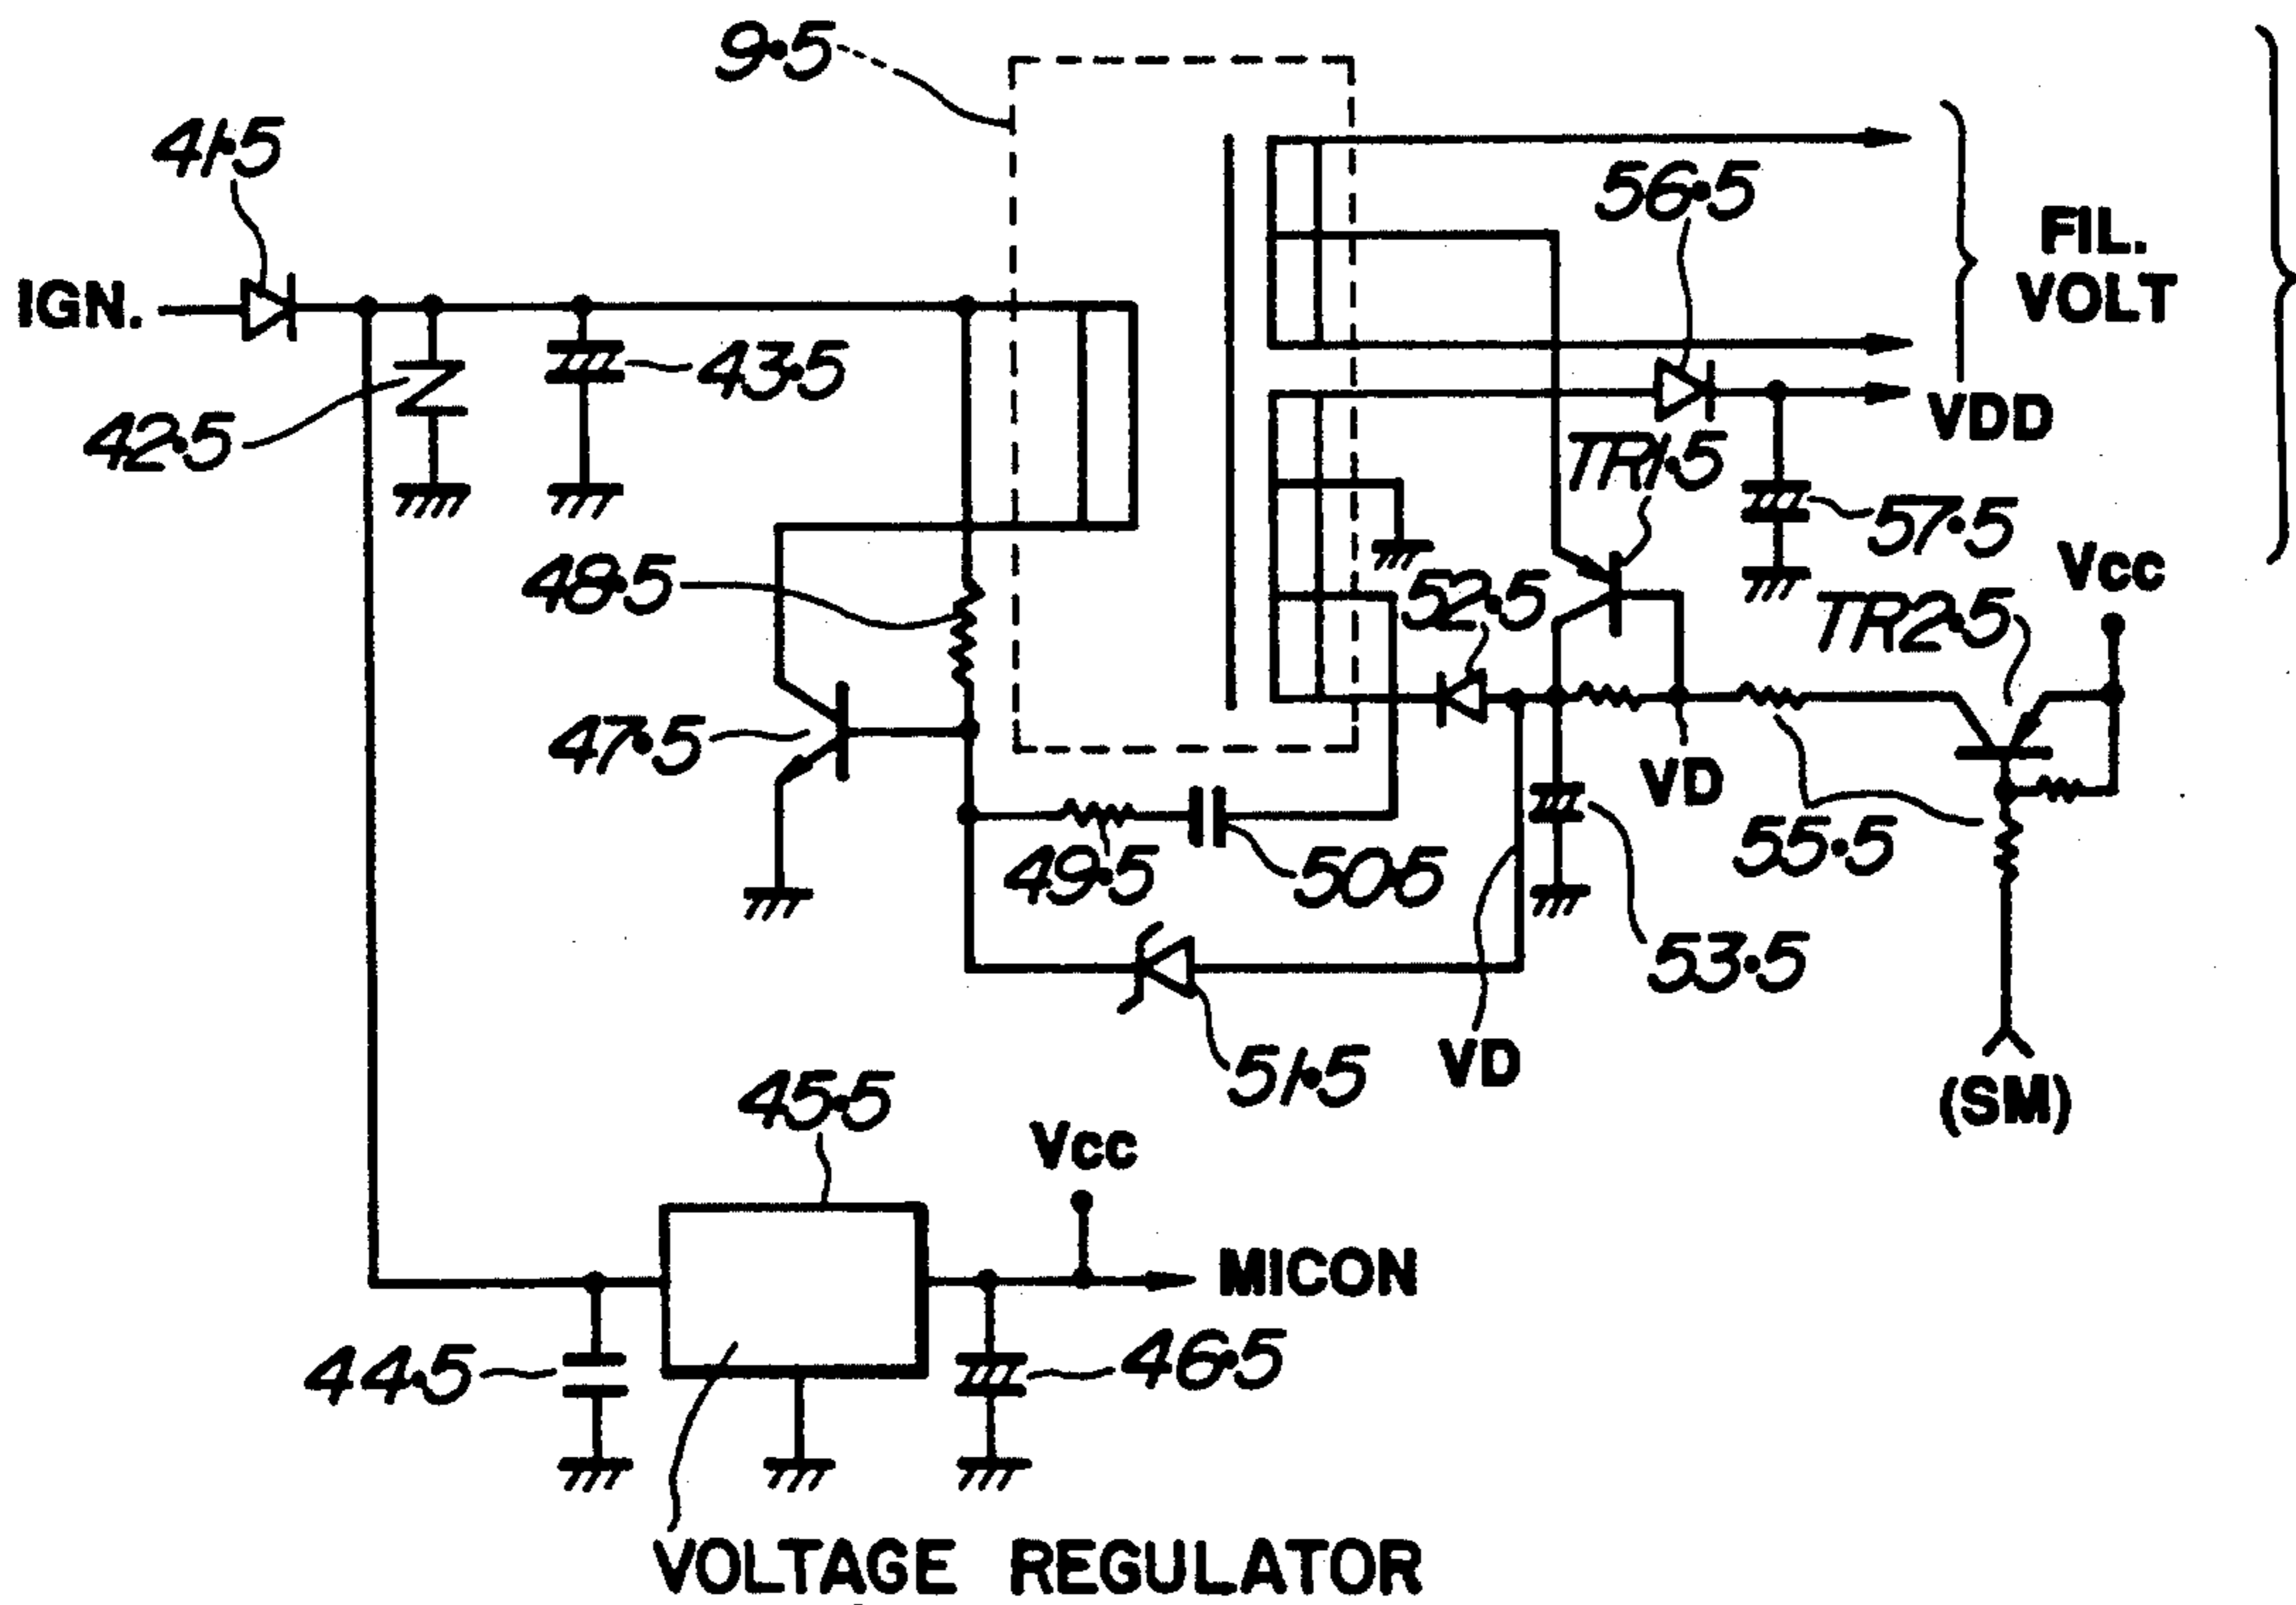 9·5
41·5
56·5
FIL.
VOLT
IGN.
43·5
VDD
42·5
TR1·5
57·5
Vcc
48·5
52·5
TR2·5
47·5
VD
49·5
50·5
55·5
53·5
51·5
VD
(SM)
45·5
Vcc
MICON
44·5
46·5
VOLTAGE REGULATOR